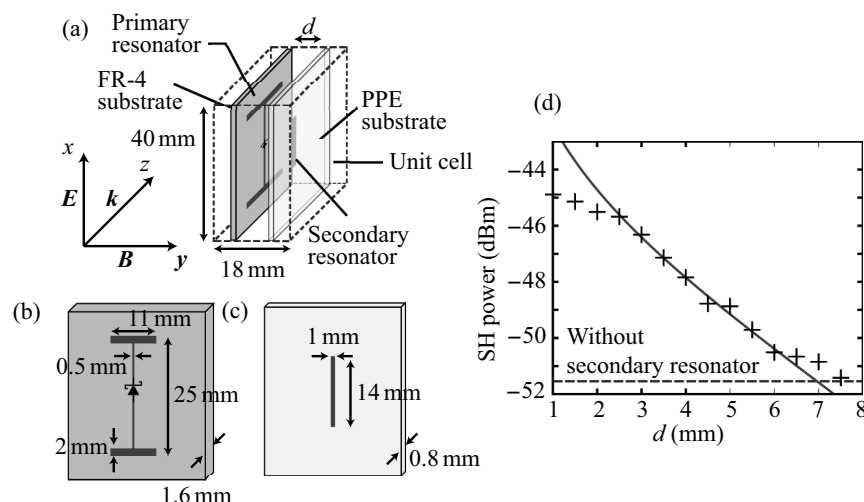 (a)
Primary
resonator
d
FR-4
substrate
PPE
substrate
40 mm
Unit cell
x
z
E
k
B
y
Secondary
resonator
18 mm
(b)
11 mm
0.5 mm
25 mm
2 mm
1.6 mm
(c)
1 mm
14 mm
0.8 mm
(d)
SH power (dBm)
−44
−46
−48
−50
−52
Without
secondary resonator
1 2 3 4 5 6 7 8
d (mm)